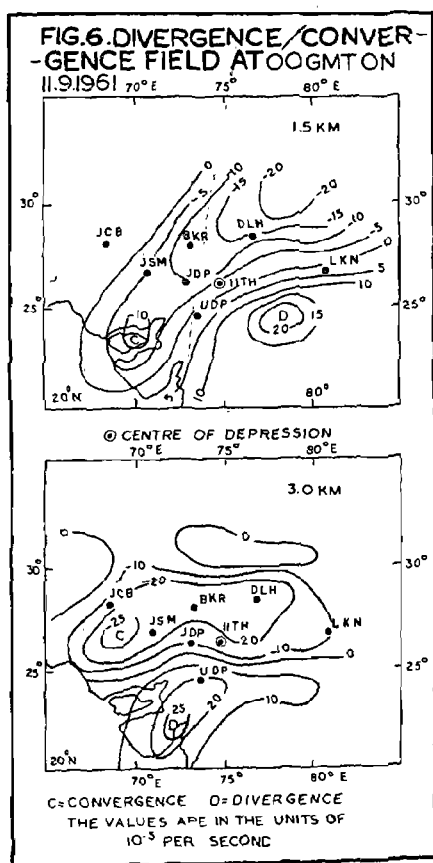 FIG.6.DIVERGENCE/CONVER-
-GENCE FIELD AT 00GMT ON
11.9.1961
70°E 75° 80°
1.5 KM
0
-5
-10
-15
-20
-20
30° 30°
JCB
BKR
DLH
-15
-10
-5
JSM
JDP
11TH
LKN
0
5
10
25° 25°
UDP
10
C
D
20
15
5
10
20°N
70° 75° 80°
◎ CENTRE OF DEPRESSION
70°E 75° 80°
3.0 KM
0
0
30° 30°
-10
-20
JCB
BKR
DLH
25
C
JSM
JDP
11TH
-20
LKN
-10
0
25° 25°
UDP
25
D
20
10
20°N
70°E 75° 80°E
C=CONVERGENCE D=DIVERGENCE
THE VALUES ARE IN THE UNITS OF
10⁻⁵ PER SECOND